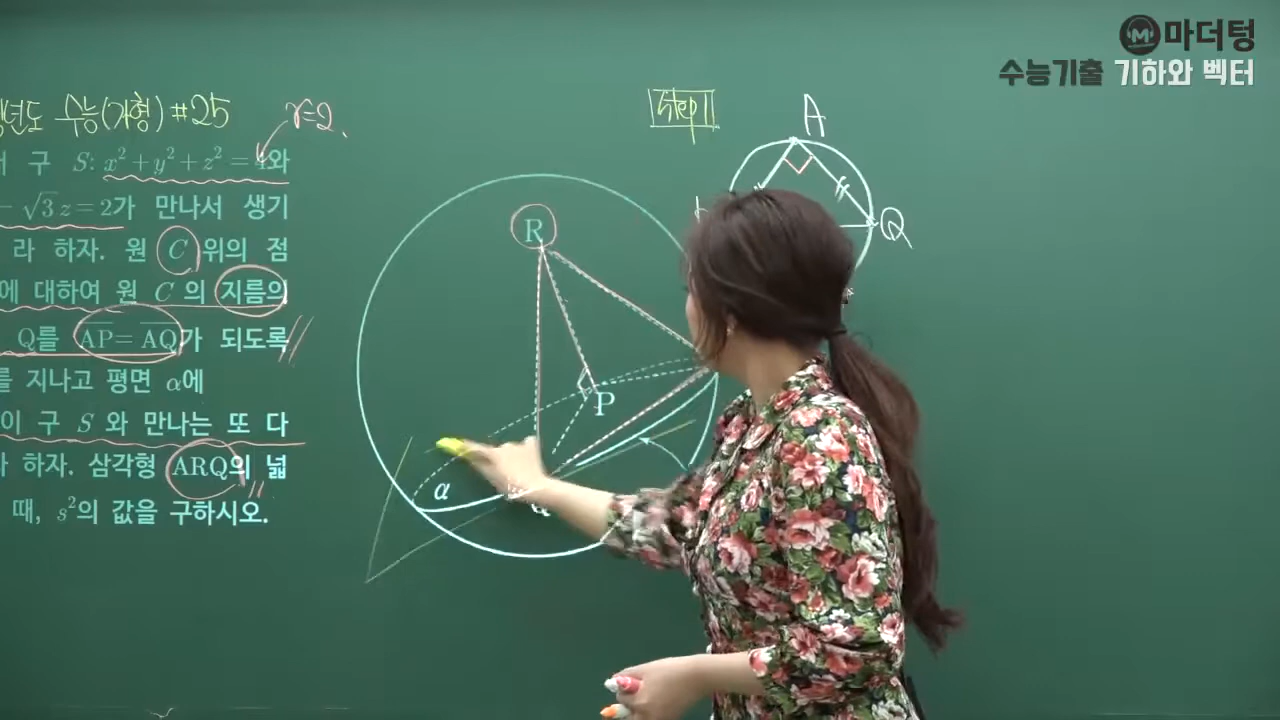 마더텅
수능기출 기하와 벡터
년도 수능(가형) #25
r=2
구 S: x²+y²+z²=4와
-√3z=2가 만나서 생기
라 하자. 원 C 위의 점
에 대하여 원 C의 지름의
Q를 AP=AQ가 되도록
를 지나고 평면 α에
이 구 S와 만나는 또 다
하자. 삼각형 ARQ의 넓
때, s²의 값을 구하시오.
Step 1
A
Q
R
P
α